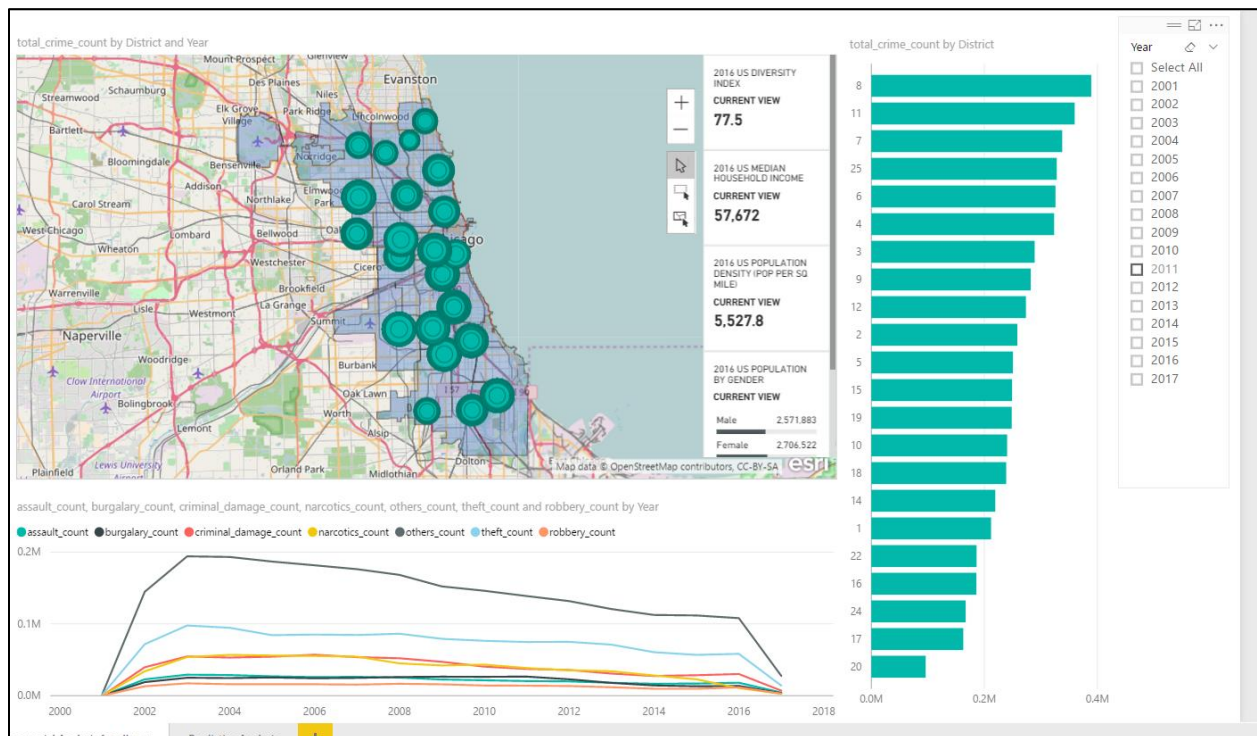 total_crime_count by District and Year
Mount Prospect
Glenview
Evanston
Schaumburg
Des Plaines
Niles
Streamwood
Elk Grove
Village
Park Ridge
Lincolnwood
Bartlett
Norridge
Bloomingdale
Bensenville
Addison
Northlake
Elmwood
Park
Carol Stream
West Chicago
Lombard
Bellwood
Oak
Chicago
Wheaton
Westchester
Cicero
Brookfield
Warrenville
La Grange
Lisle
Westmont
Summit
Naperville
Woodridge
Burbank
Clow International
Airport
Bolingbrook
Oak Lawn
I 57
90
Worth
Lemont
Alsip
Plainfield
Lewis University
Airport
Orland Park
Midlothian
Dolton
Map data © OpenStreetMap contributors, CC-BY-SA
esri
2016 US DIVERSITY
INDEX
CURRENT VIEW
77.5
2016 US MEDIAN
HOUSEHOLD INCOME
CURRENT VIEW
57,672
2016 US POPULATION
DENSITY (POP PER SQ
MILE)
CURRENT VIEW
5,527.8
2016 US POPULATION
BY GENDER
CURRENT VIEW
Male 2,571,883
Female 2,706,522
total_crime_count by District
8
11
7
25
6
4
3
9
12
2
5
15
19
10
18
14
1
22
16
24
17
20
0.0M 0.2M 0.4M
Year
Select All
2001
2002
2003
2004
2005
2006
2007
2008
2009
2010
2011
2012
2013
2014
2015
2016
2017
assault_count, burgalary_count, criminal_damage_count, narcotics_count, others_count, theft_count and robbery_count by Year
assault_count burgalary_count criminal_damage_count narcotics_count others_count theft_count robbery_count
0.2M
0.1M
0.0M
2000 2002 2004 2006 2008 2010 2012 2014 2016 2018